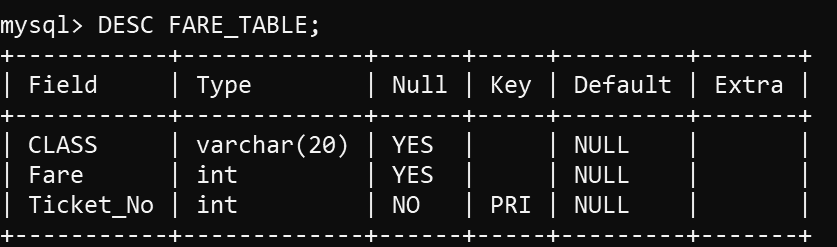 mysql> DESC FARE_TABLE;
+-----------+-------------+------+-----+---------+-------+
| Field     | Type        | Null | Key | Default | Extra |
+-----------+-------------+------+-----+---------+-------+
| CLASS     | varchar(20) | YES  |     | NULL    |       |
| Fare      | int         | YES  |     | NULL    |       |
| Ticket_No | int         | NO   | PRI | NULL    |       |
+-----------+-------------+------+-----+---------+-------+